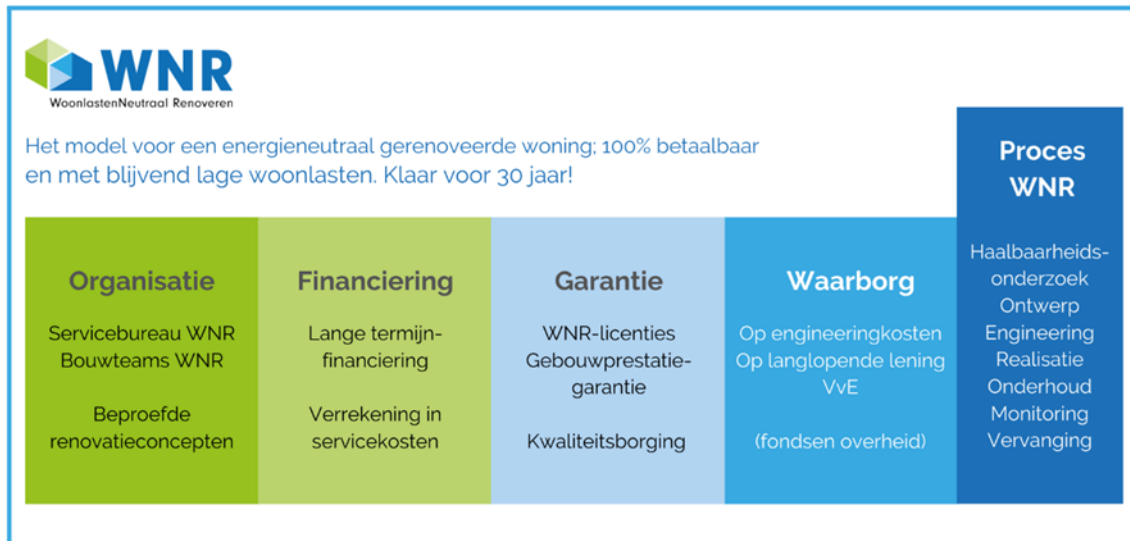 WNR
WoonlastenNeutraal Renoveren
Het model voor een energieneutraal gerenoveerde woning; 100% betaalbaar
en met blijvend lage woonlasten. Klaar voor 30 jaar!
Organisatie
Servicebureau WNR
Bouwteams WNR
Beproefde
renovatieconcepten
Financiering
Lange termijn-
financiering
Verrekening in
servicekosten
Garantie
WNR-licenties
Gebouwprestatie-
garantie
Kwaliteitsborging
Waarborg
Op engineeringkosten
Op langlopende lening
VvE
(fondsen overheid)
Proces
WNR
Haalbaarheids-
onderzoek
Ontwerp
Engineering
Realisatie
Onderhoud
Monitoring
Vervanging